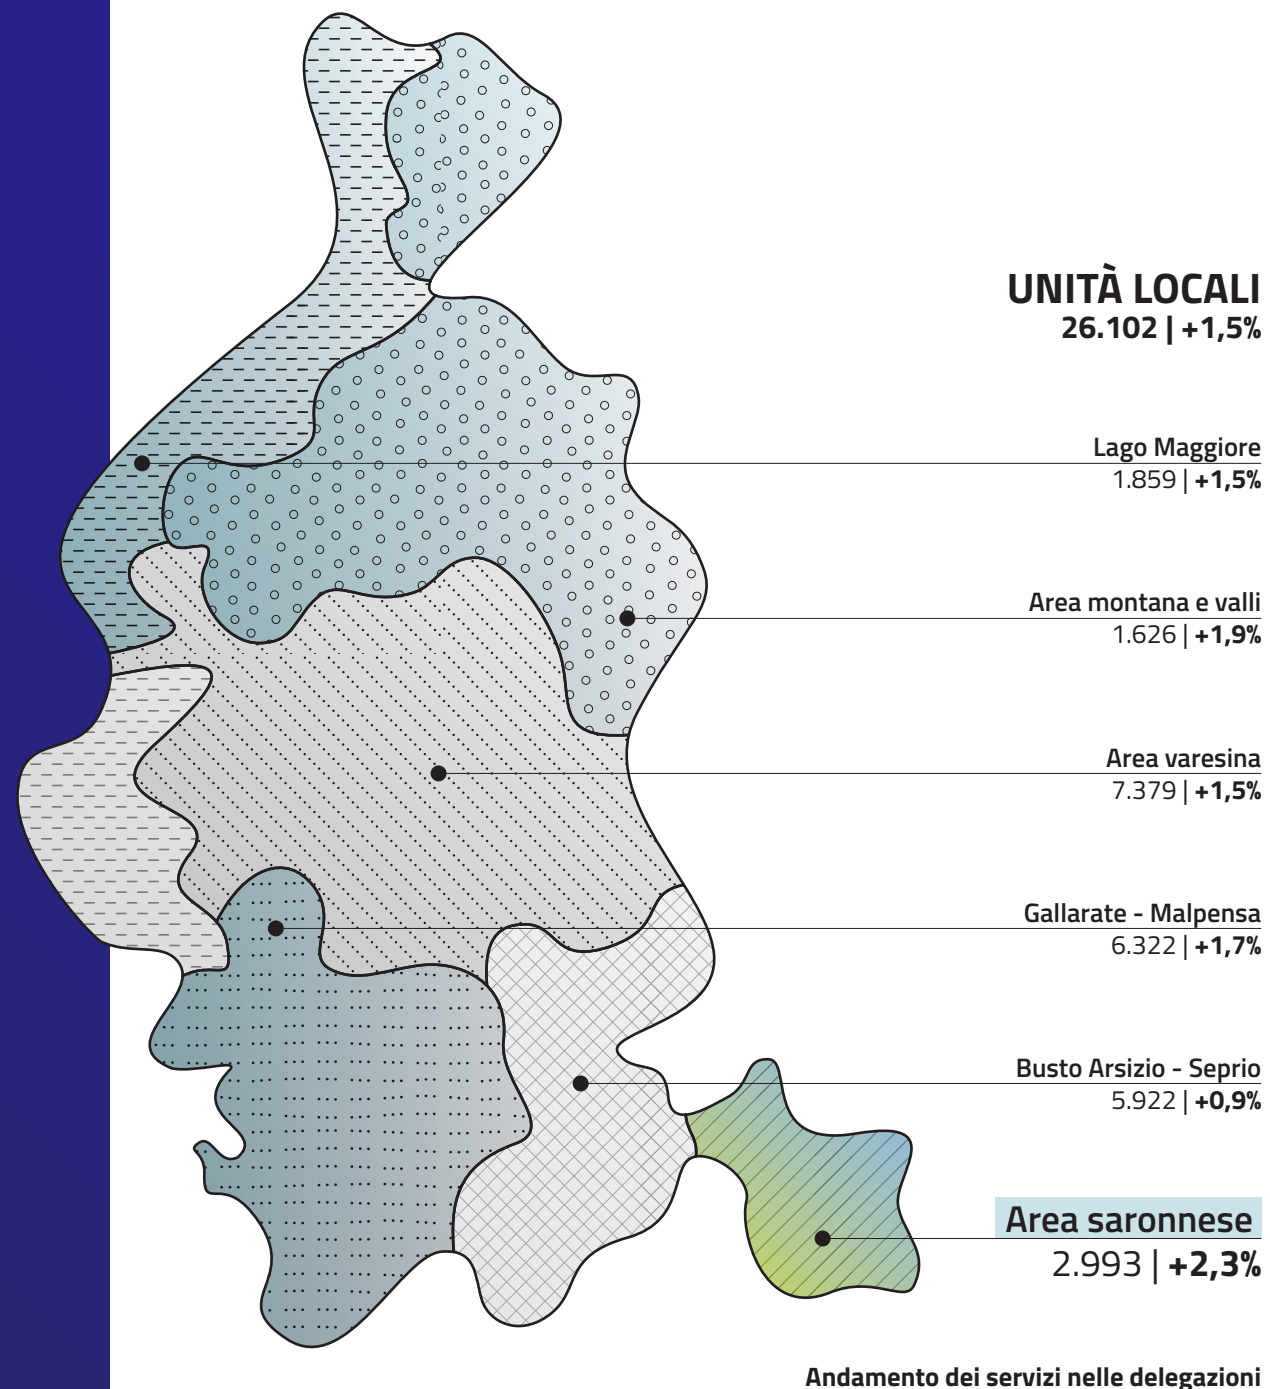 UNITÀ LOCALI
26.102 | +1,5%
Lago Maggiore
1.859 | +1,5%
Area montana e valli
1.626 | +1,9%
Area varesina
7.379 | +1,5%
Gallarate - Malpensa
6.322 | +1,7%
Busto Arsizio - Seprio
5.922 | +0,9%
Area saronnese
2.993 | +2,3%
Andamento dei servizi nelle delegazioni